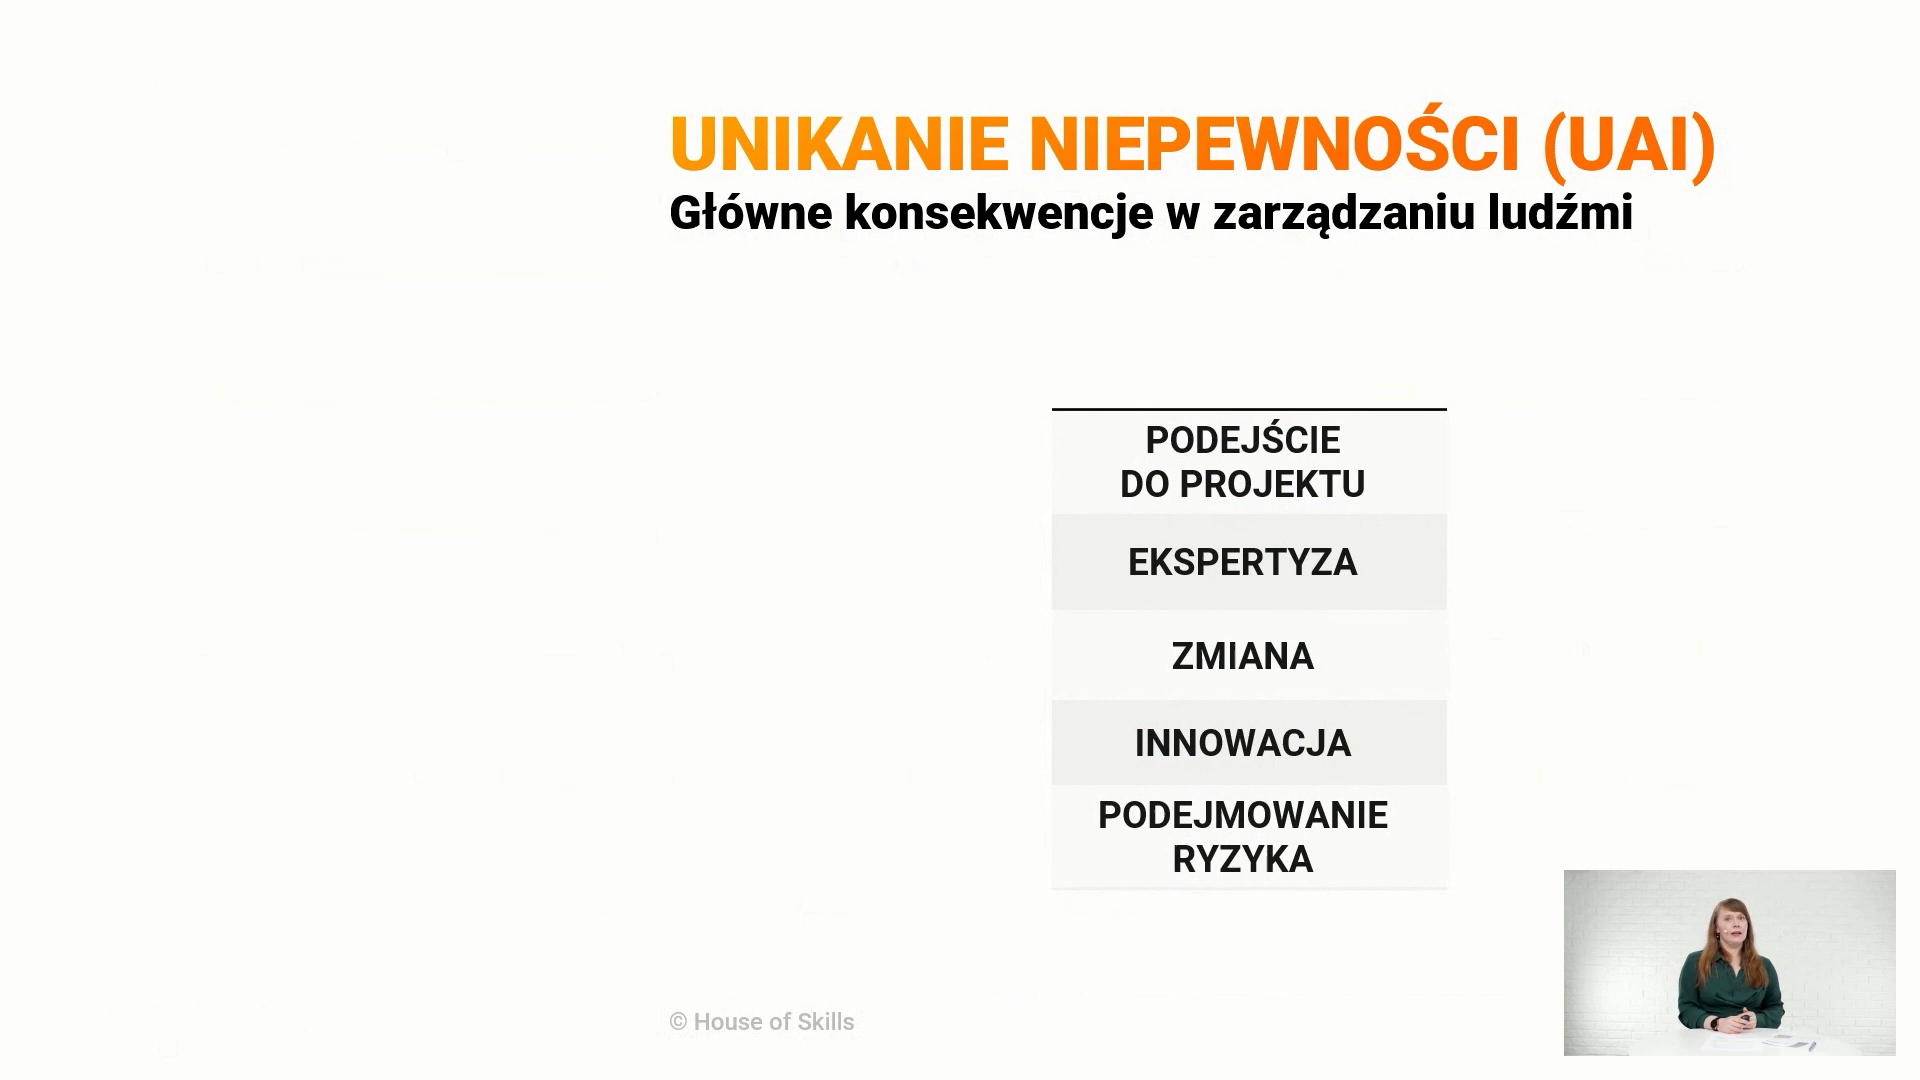 UNIKANIE NIEPEWNOŚCI (UAI)
Główne konsekwencje w zarządzaniu ludźmi
PODEJŚCIE
DO PROJEKTU
EKSPERTYZA
ZMIANA
INNOWACJA
PODEJMOWANIE
RYZYKA
© House of Skills